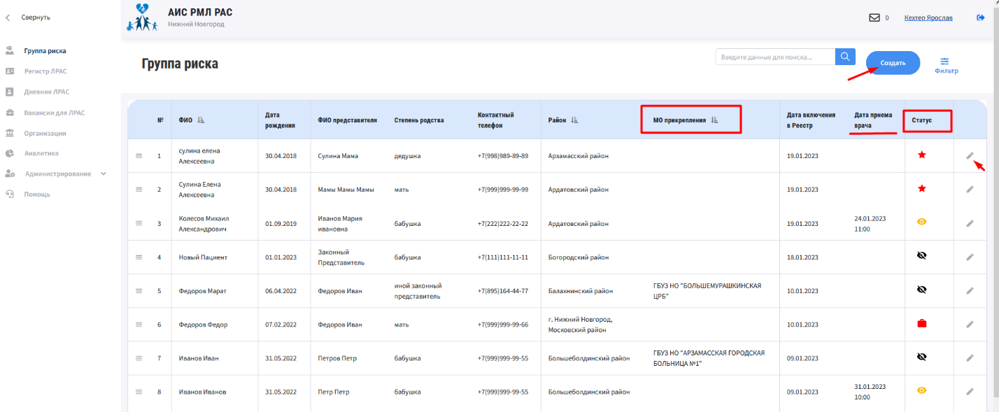 Свернуть
АИС РМЛ РАС
Нижний Новгород
0
Кехтер Ярослав
Группа риска
Регистр ЛРАС
Дневник ЛРАС
Вакансии для ЛРАС
Организации
Аналитика
Администрирование
Помощь
Группа риска
Введите данные для поиска...
Создать
Фильтр
№ ФИО Дата рождения ФИО представителя Степень родства Контактный телефон Район МО прикрепления Дата включения в Реестр Дата приема врача Статус
1 сулина елена Алексеевна 30.04.2018 Сулина Мама дедушка +7(998)989-89-89 Арзамасский район 19.01.2023
2 Сулина Елена Алексеевна 30.04.2018 Мамы Мамы Мамы мать +7(999)999-99-99 Ардатовский район 19.01.2023
3 Колесов Михаил Александрович 01.09.2019 Иванов Мария ивановна бабушка +7(222)222-22-22 Ардатовский район 19.01.2023 24.01.2023 11:00
4 Новый Пациент 01.01.2023 Законный Представитель бабушка +7(111)111-11-11 Богородский район 18.01.2023
5 Федоров Марат 06.04.2022 Федоров Иван иной законный представитель +7(895)164-44-77 Балахнинский район ГБУЗ НО "БОЛЬШЕМУРАШКИНСКАЯ ЦРБ" 10.01.2023
6 Федоров Федор 07.02.2022 Федоров Иван мать +7(999)999-99-66 г. Нижний Новгород, Московский район 10.01.2023
7 Иванов Иван 31.05.2022 Петров Петр бабушка +7(999)999-99-55 Большеболдинский район ГБУЗ НО "АРЗАМАССКАЯ ГОРОДСКАЯ БОЛЬНИЦА №1" 09.01.2023
8 Иванов Иванов 31.05.2022 Петр Петр бабушка +7(999)999-99-55 Большеболдинский район 09.01.2023 31.01.2023 10:00